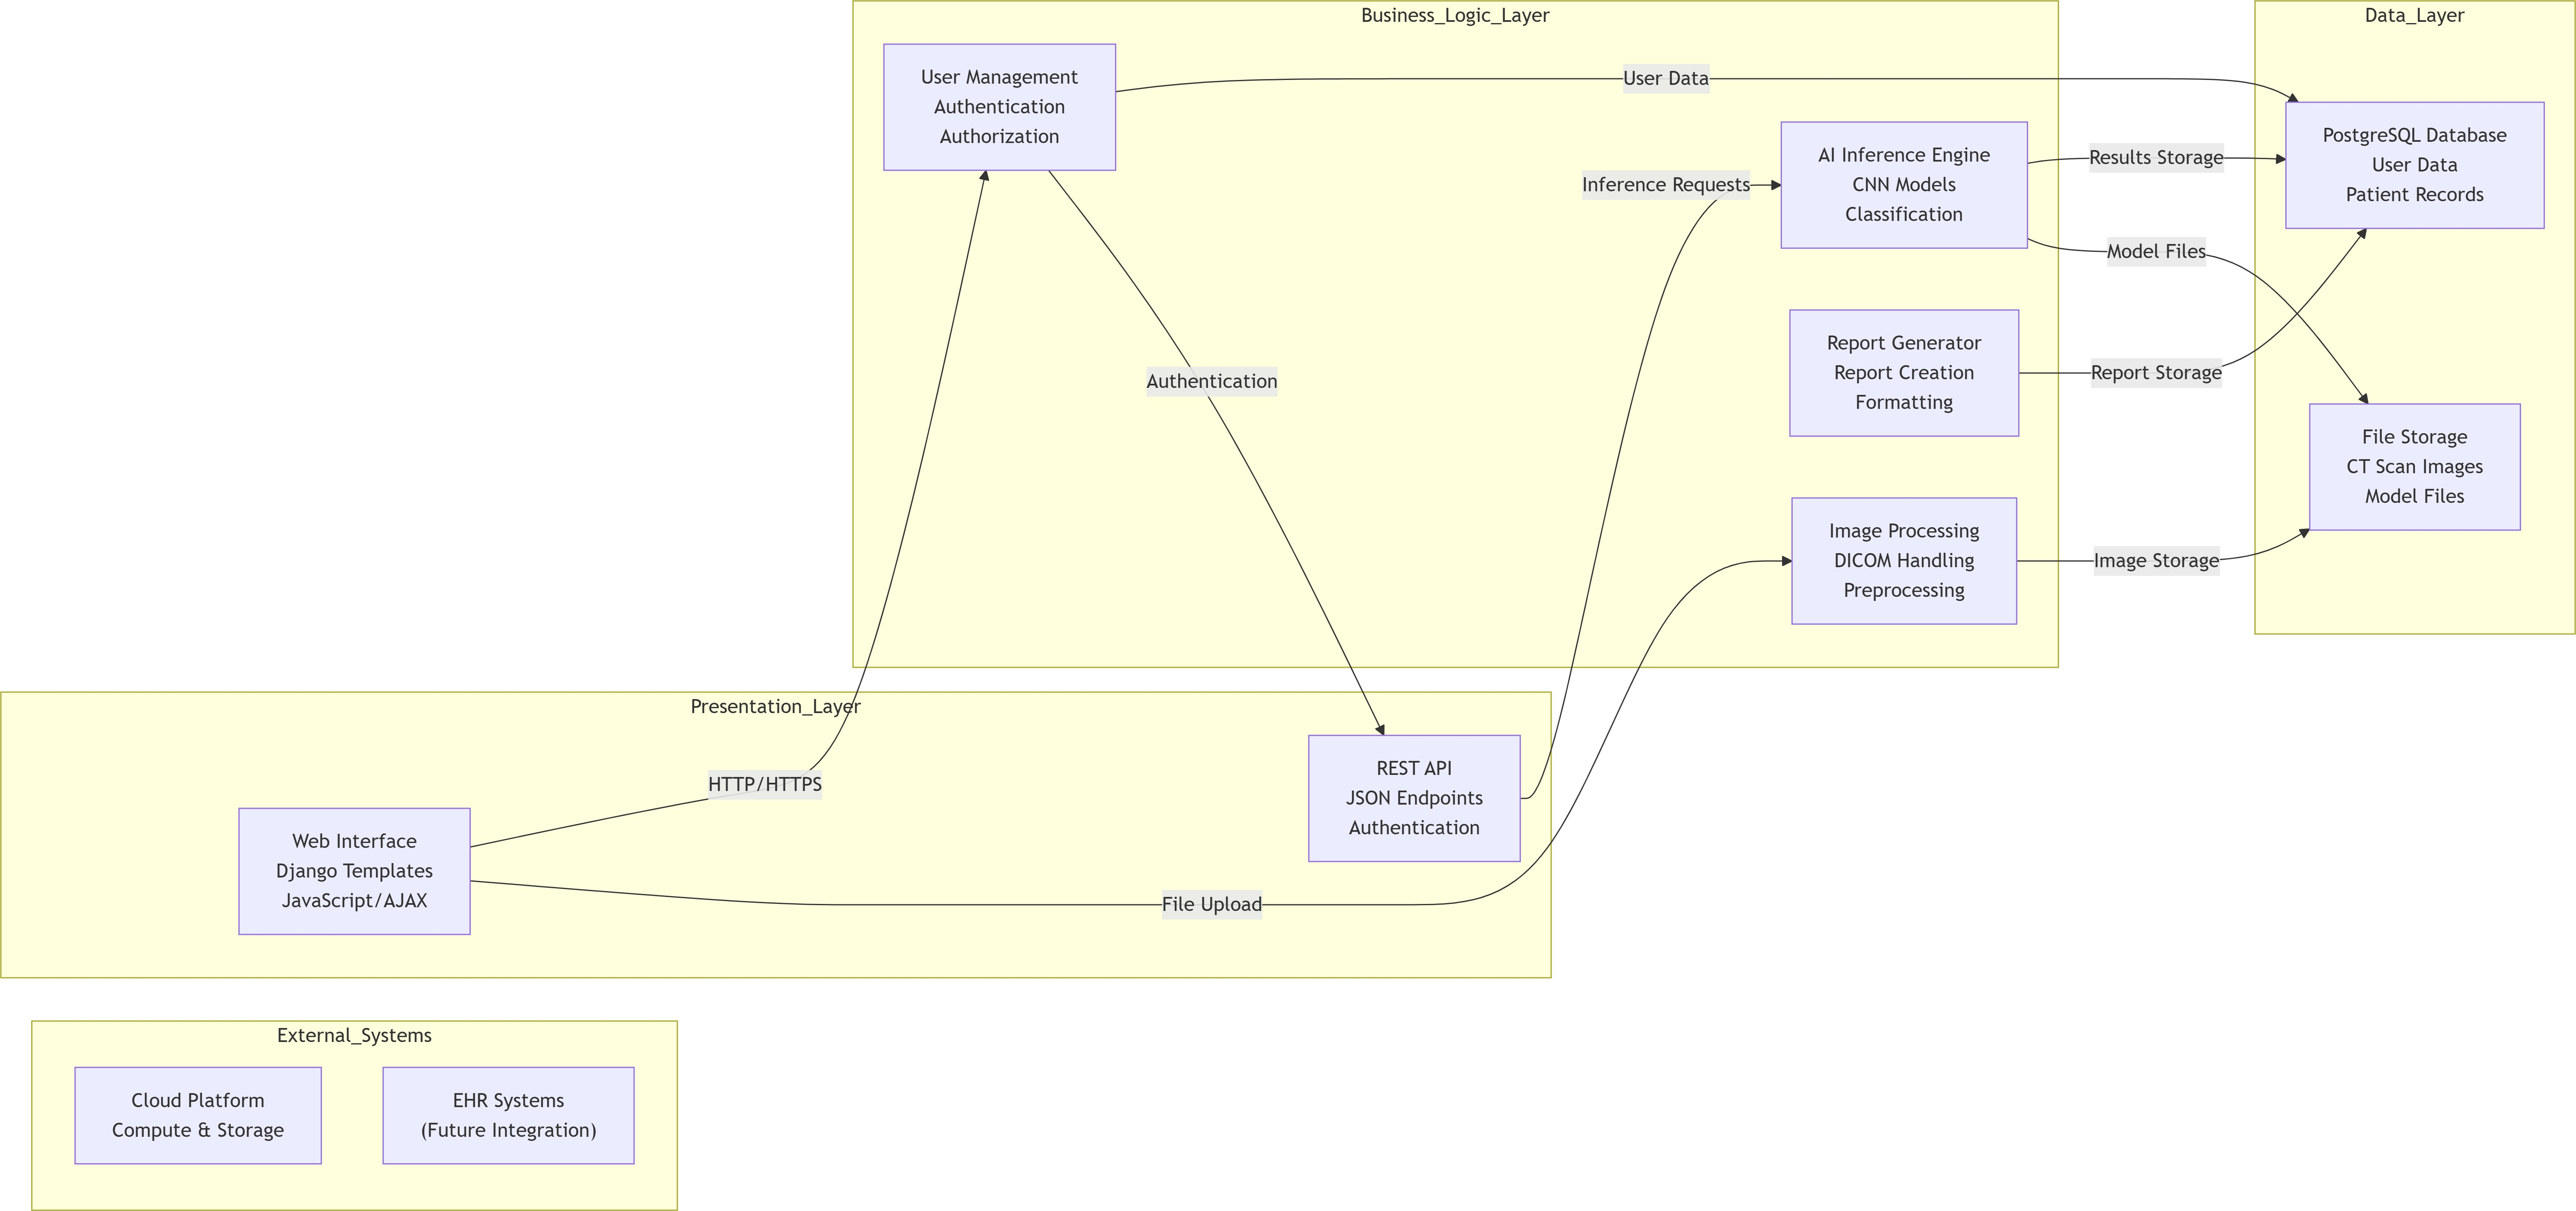 Business_Logic_Layer
Data_Layer
User Management
Authentication
Authorization
User Data
PostgreSQL Database
User Data
Patient Records
AI Inference Engine
CNN Models
Classification
Inference Requests
Results Storage
Model Files
Report Generator
Report Creation
Formatting
Report Storage
Authentication
File Storage
CT Scan Images
Model Files
Image Processing
DICOM Handling
Preprocessing
Image Storage
Presentation_Layer
HTTP/HTTPS
REST API
JSON Endpoints
Authentication
Web Interface
Django Templates
JavaScript/AJAX
File Upload
External_Systems
Cloud Platform
Compute & Storage
EHR Systems
(Future Integration)